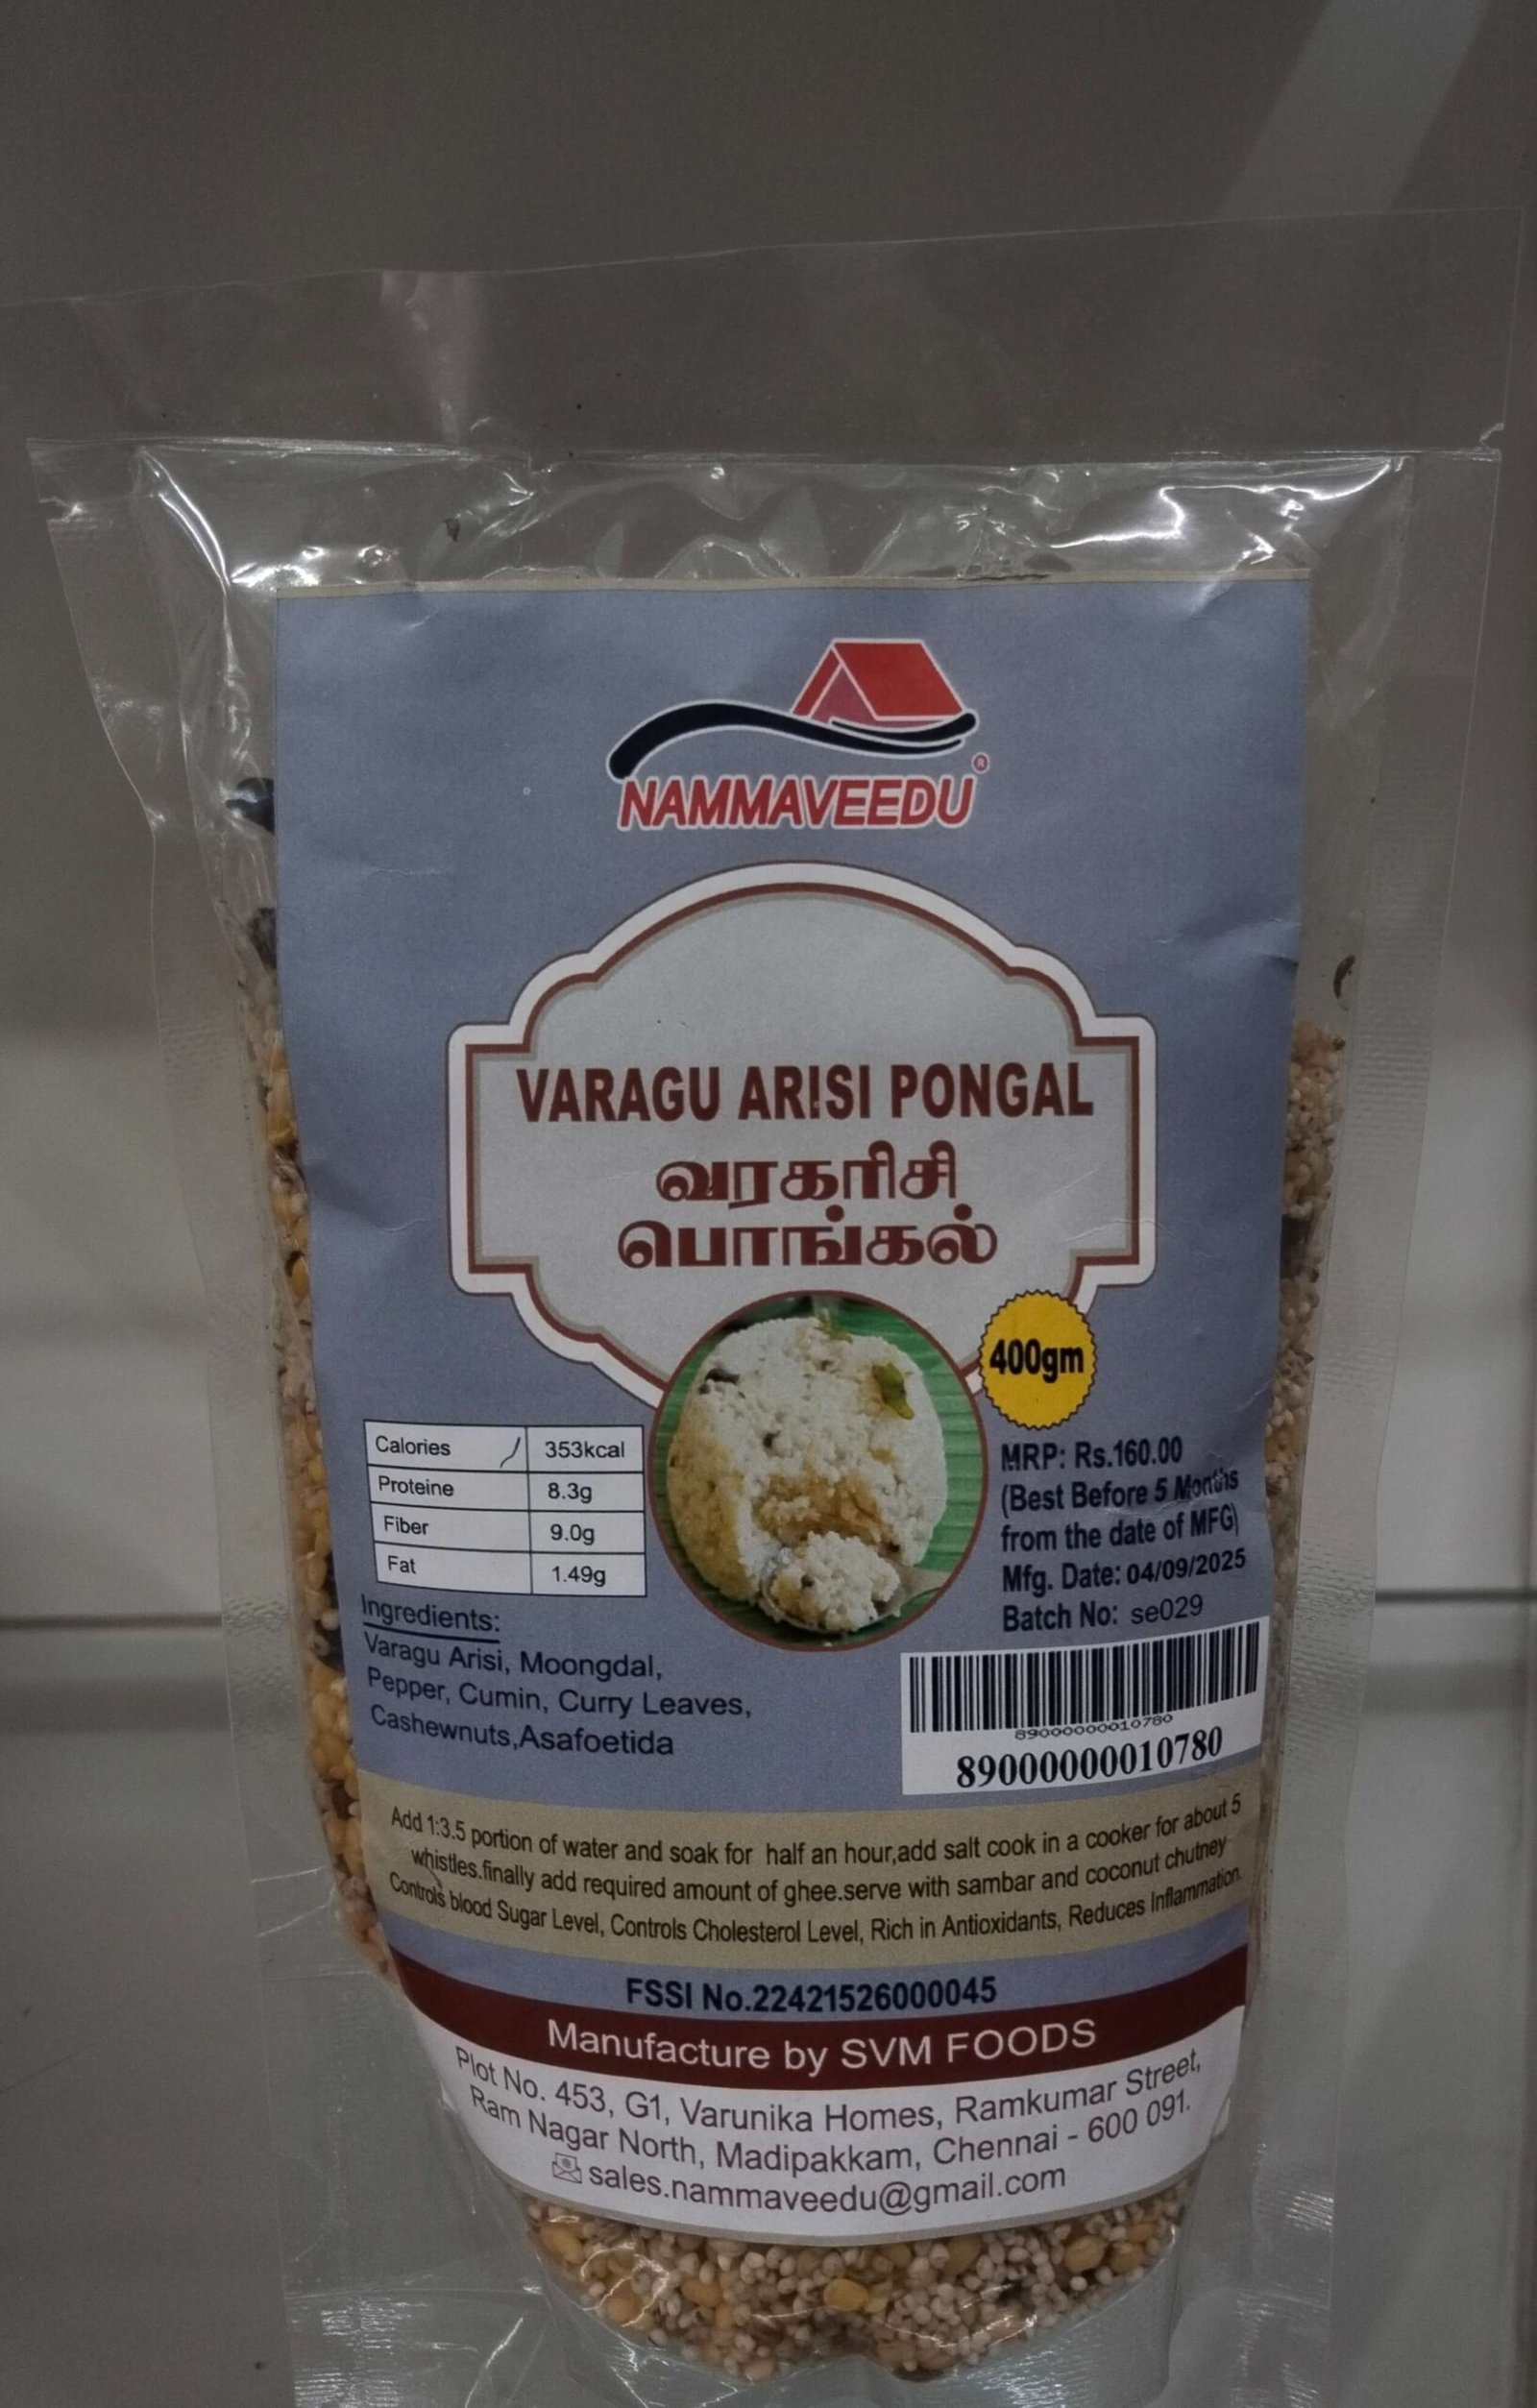 NAMMAVEEDU®
VARAGU ARISI PONGAL
வரகரிசி
பொங்கல்
400gm
Calories 353kcal
Proteine 8.3g
Fiber 9.0g
Fat 1.49g
MRP: Rs.160.00
(Best Before 5 Months
from the date of MFG)
Mfg. Date: 04/09/2025
Batch No: se029
Ingredients:
Varagu Arisi, Moongdal,
Pepper, Cumin, Curry Leaves,
Cashewnuts,Asafoetida
89000000010780
89000000010780
Add 1:3.5 portion of water and soak for half an hour,add salt cook in a cooker for about 5
whistles.finally add required amount of ghee.serve with sambar and coconut chutney
Controls blood Sugar Level, Controls Cholesterol Level, Rich in Antioxidants, Reduces Inflammation.
FSSI No.22421526000045
Manufacture by SVM FOODS
Plot No. 453, G1, Varunika Homes, Ramkumar Street,
Ram Nagar North, Madipakkam, Chennai - 600 091.
sales.nammaveedu@gmail.com